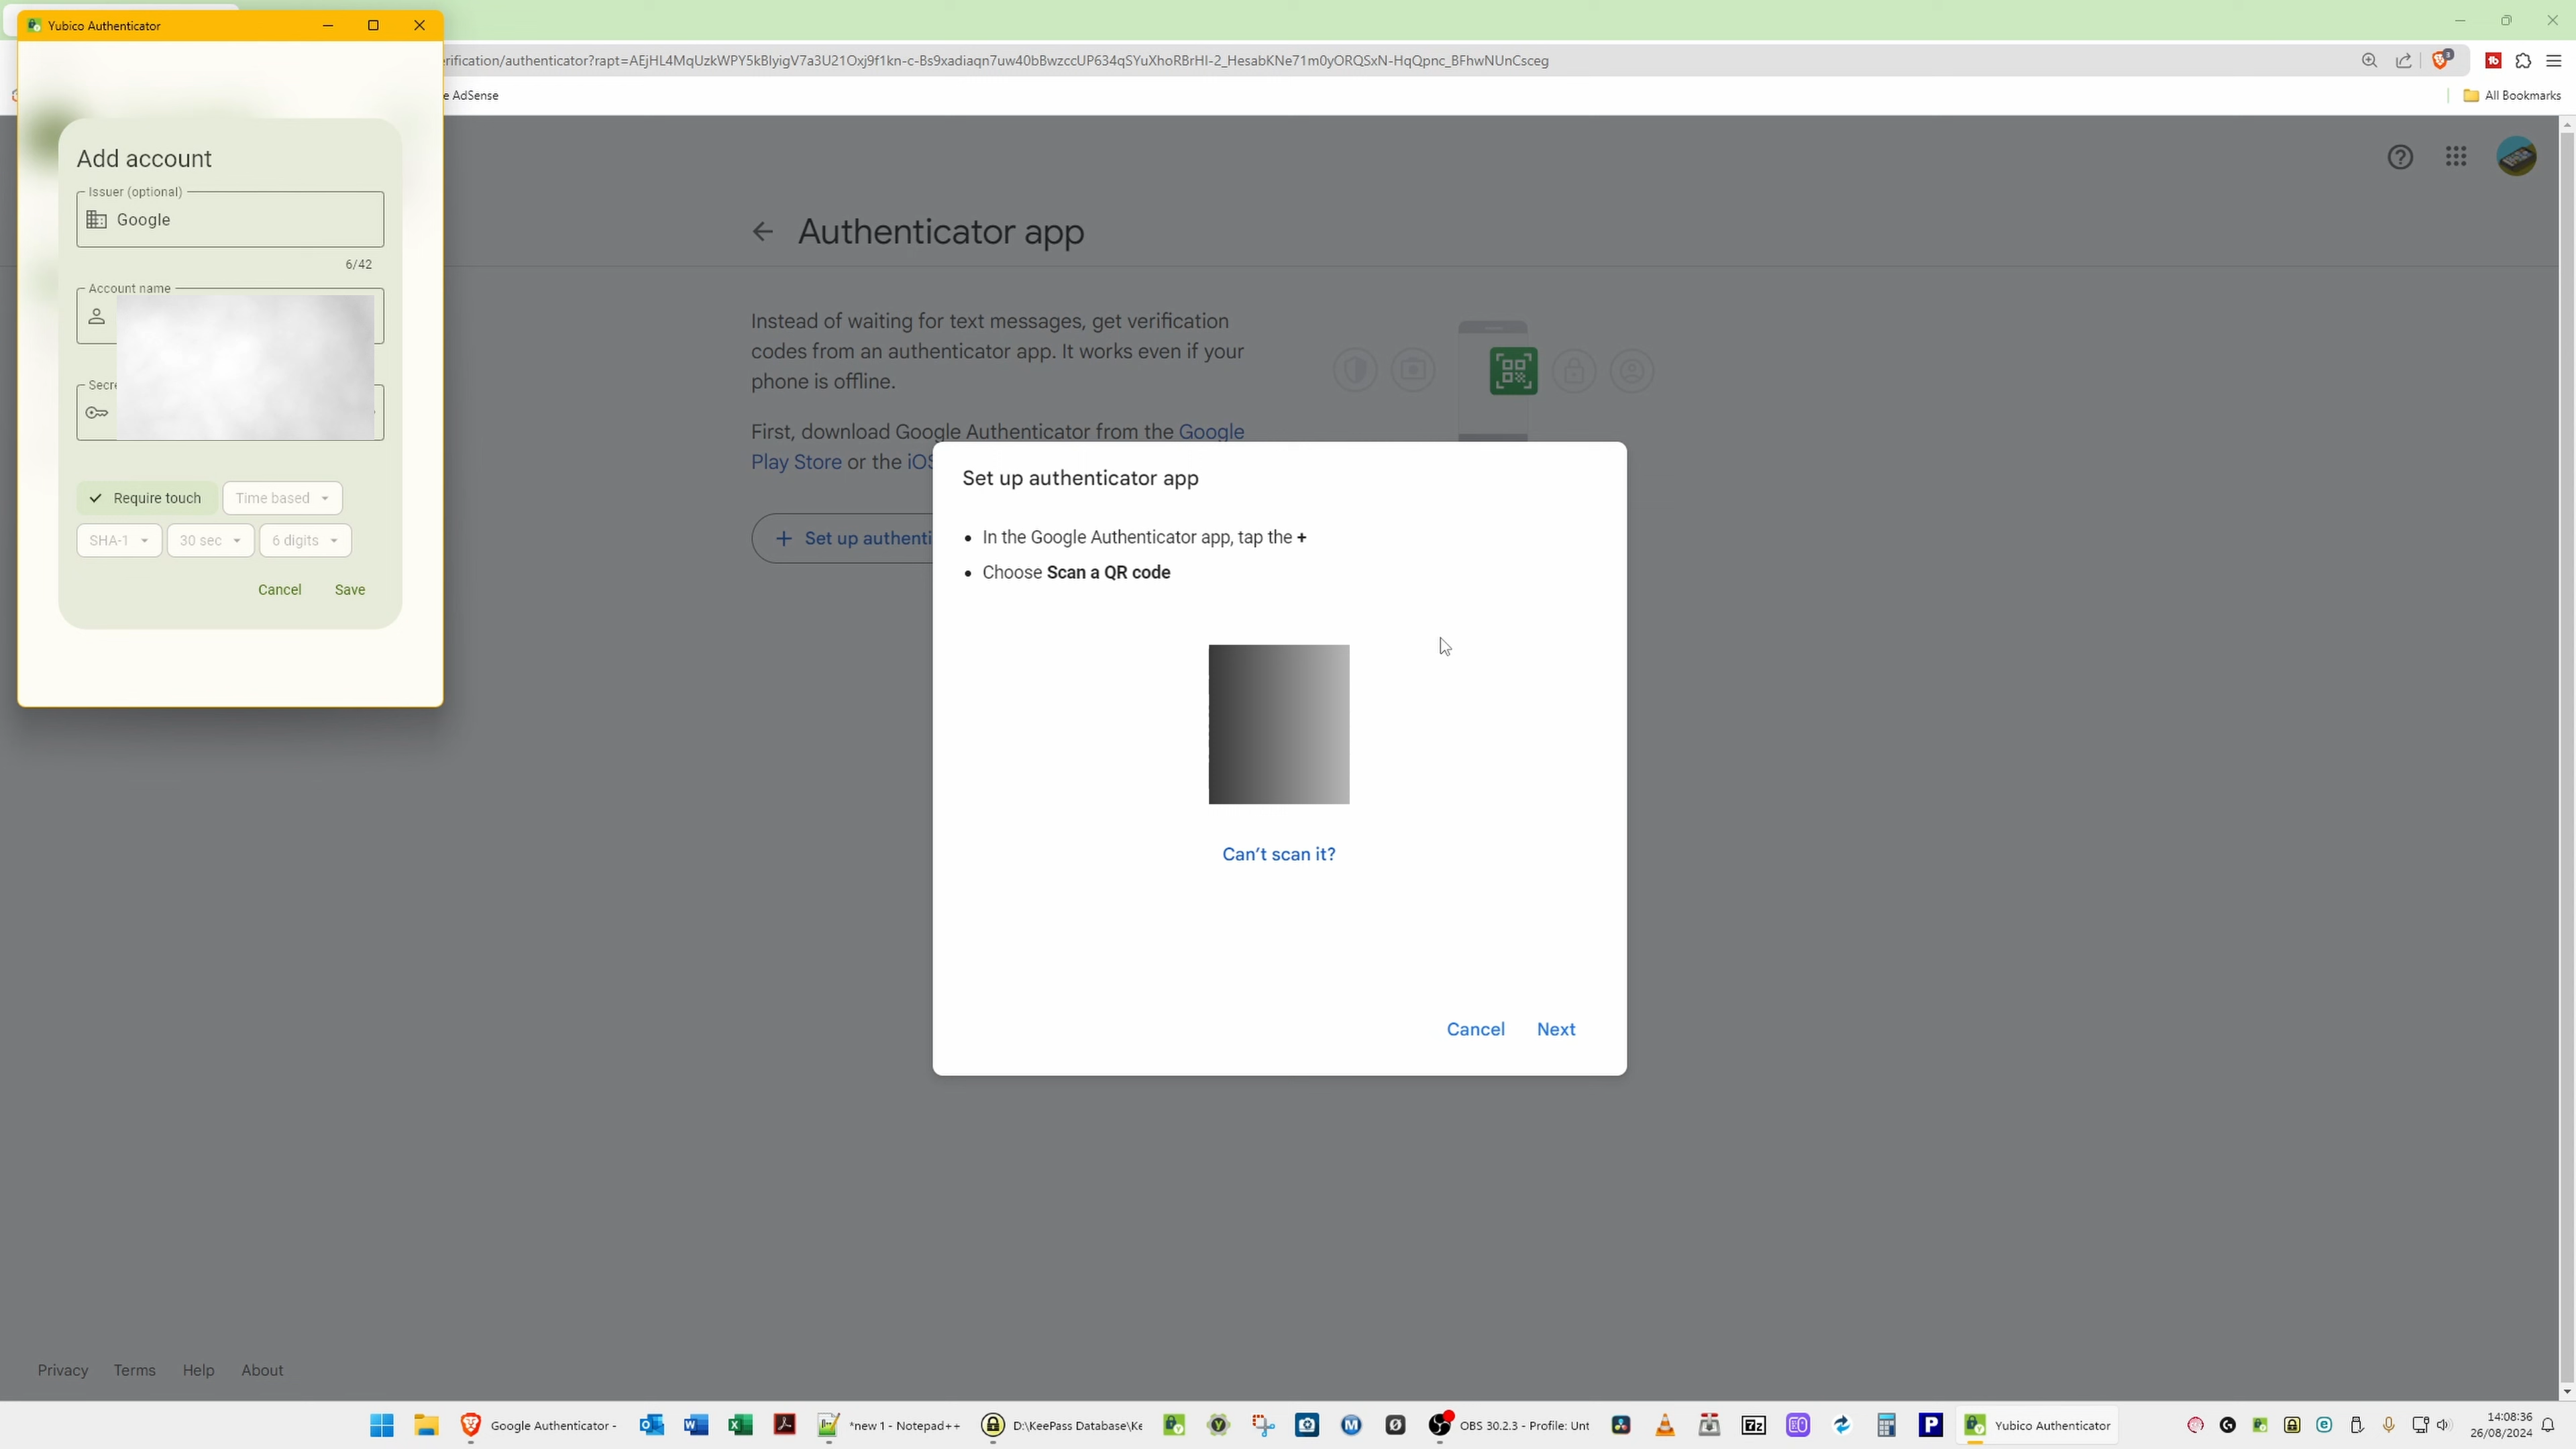 Yubico Authenticator
erification/authenticator?rapt=AEjHL4MqUzkWPY5kBlyigV7a3U21Oxj9f1kn-c-Bs9xadiaqn7uw40bBwzccUP634qSYuXhoRBrHI-2_HesabKNe71m0yORQSxN-HqQpnc_BFhwNUnCsceg
3
e AdSense
All Bookmarks
Add account
Issuer (optional)
Google
6/42
Account name
Secre
Require touch
Time based
SHA-1
30 sec
6 digits
Cancel
Save
Authenticator app
Instead of waiting for text messages, get verification
codes from an authenticator app. It works even if your
phone is offline.
First, download Google Authenticator from the Google
Play Store or the iOS
+ Set up authenti
Set up authenticator app
• In the Google Authenticator app, tap the +
• Choose Scan a QR code
Can't scan it?
Cancel
Next
Privacy
Terms
Help
About
Google Authenticator -
*new 1 - Notepad++
D:\KeePass Database\Ke
OBS 30.2.3 - Profile: Unt
Yubico Authenticator
14:08:36
26/08/2024